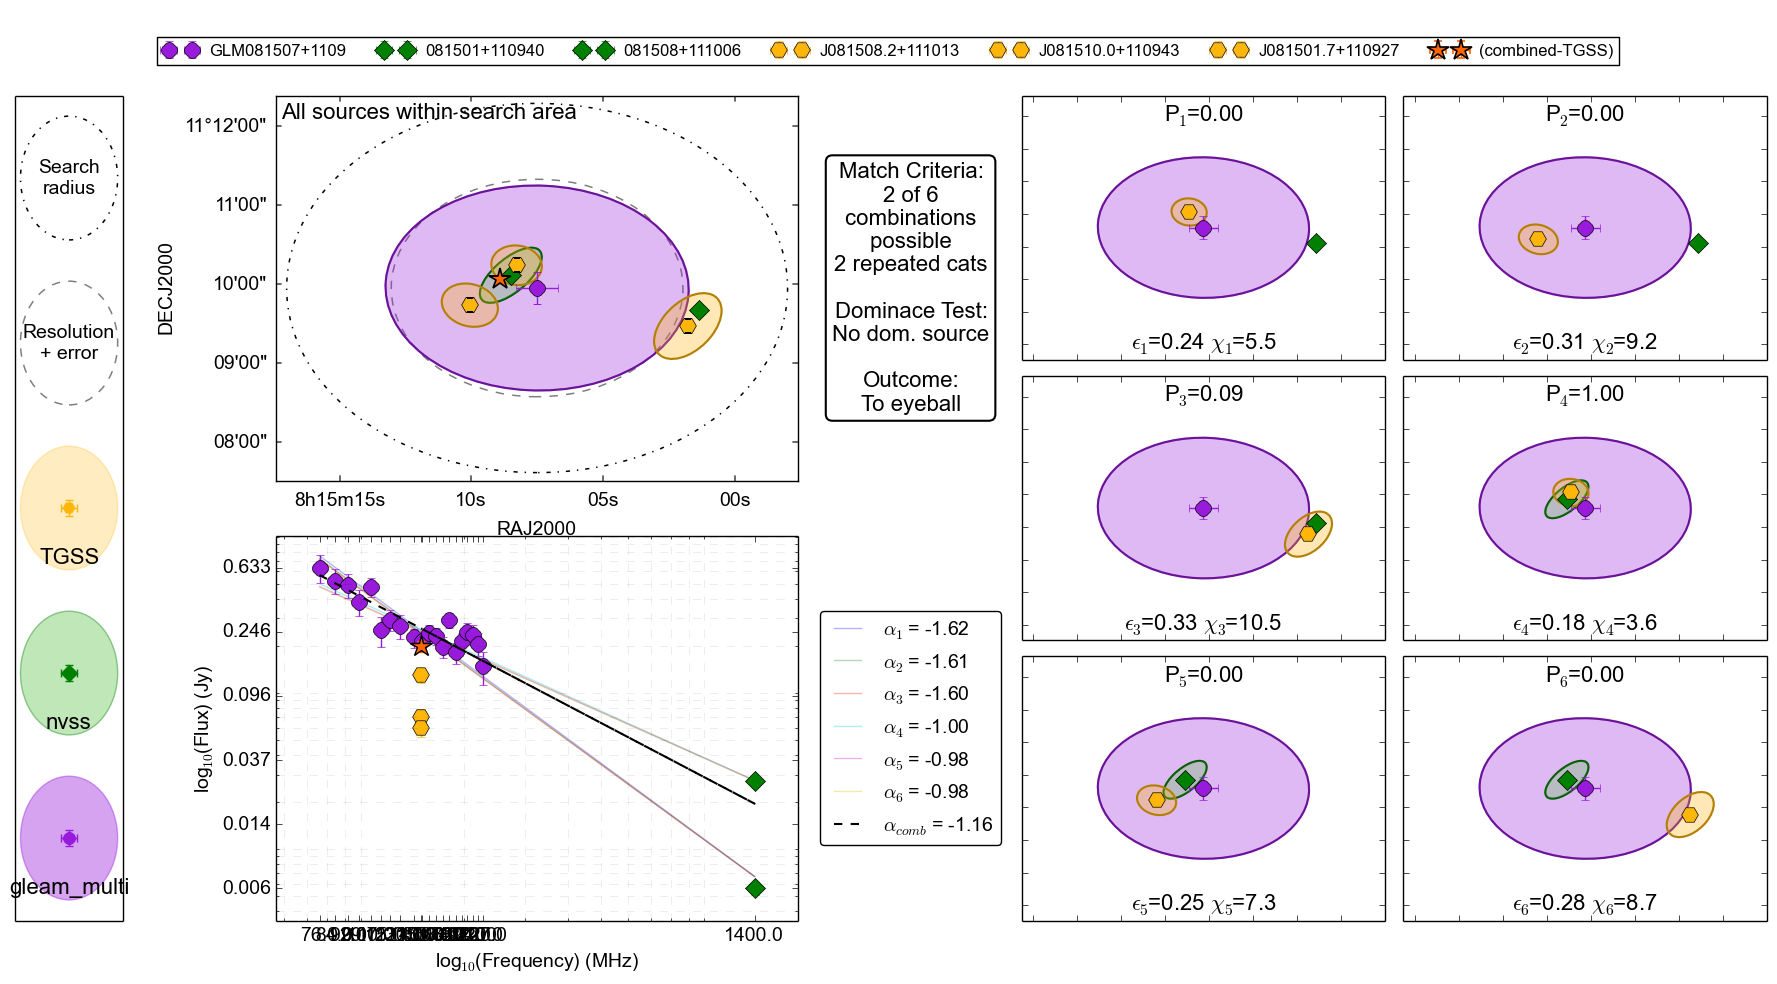 GLM081507+1109 081501+110940 081508+111006 J081508.2+111013 J081510.0+110943 J081501.7+110927 (combined-TGSS)
Search
radius
Resolution
+ error
TGSS
nvss
gleam_multi
All sources within search area
11°12'00"
11'00"
10'00"
09'00"
08'00"
DECJ2000
8h15m15s 10s 05s 00s
RAJ2000
Match Criteria:
2 of 6
combinations
possible
2 repeated cats
Dominace Test:
No dom. source
Outcome:
To eyeball
0.633
0.246
0.096
0.037
0.014
0.006
log10(Flux) (Jy)
1400.0
log10(Frequency) (MHz)
α1 = -1.62
α2 = -1.61
α3 = -1.60
α4 = -1.00
α5 = -0.98
α6 = -0.98
αcomb = -1.16
P1=0.00
ϵ1=0.24 χ1=5.5
P2=0.00
ϵ2=0.31 χ2=9.2
P3=0.09
ϵ3=0.33 χ3=10.5
P4=1.00
ϵ4=0.18 χ4=3.6
P5=0.00
ϵ5=0.25 χ5=7.3
P6=0.00
ϵ6=0.28 χ6=8.7